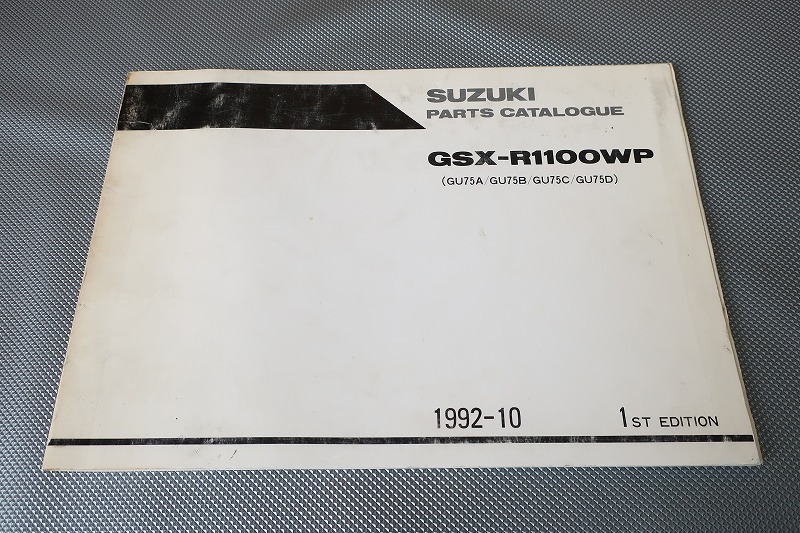 SUZUKI
PARTS CATALOGUE
GSX-R1100WP
(GU75A/GU75B/GU75C/GU75D)
1992-10 1ST EDITION